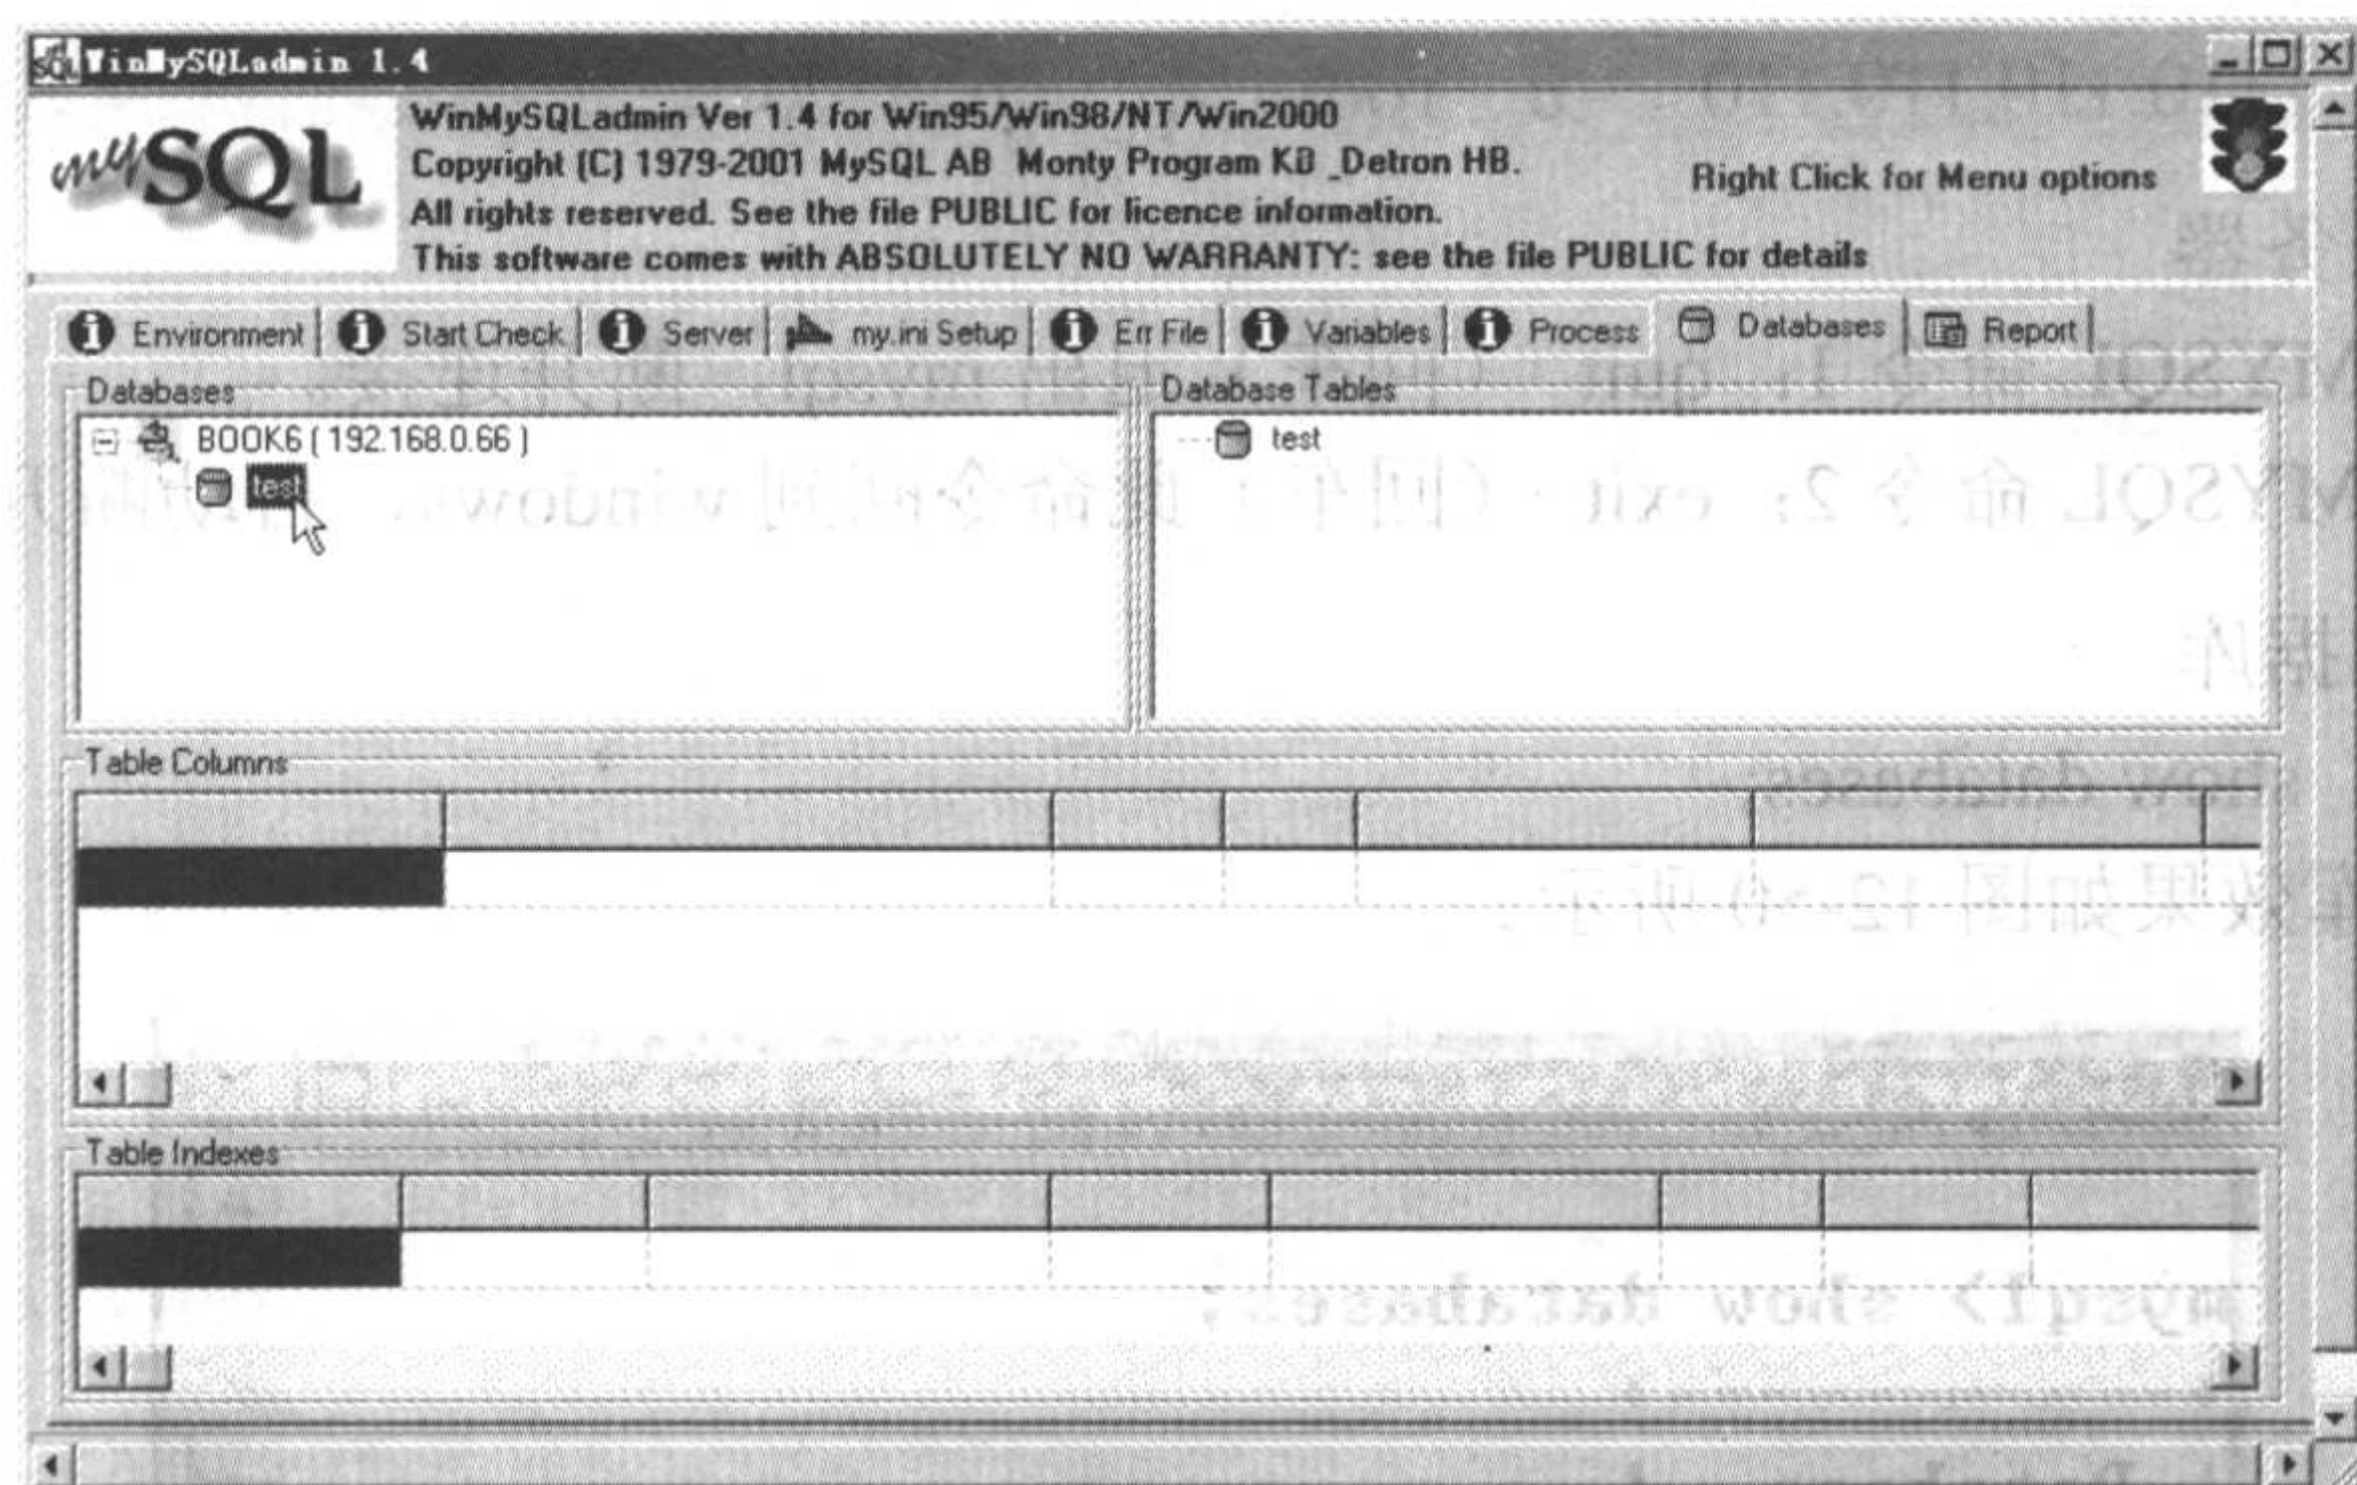 WinMySQLadmin 1.4
mySQL
WinMySQLadmin Ver 1.4 for Win95/Win98/NT/Win2000
Copyright (C) 1979-2001 MySQL AB Monty Program KB _Detron HB.
All rights reserved. See the file PUBLIC for licence information.
This software comes with ABSOLUTELY NO WARRANTY: see the file PUBLIC for details
Right Click for Menu options
Environment Start Check Server my.ini Setup Err File Variables Process Databases Report
Databases
BOOK6 ( 192.168.0.66 )
test
Database Tables
test
Table Columns
Table Indexes